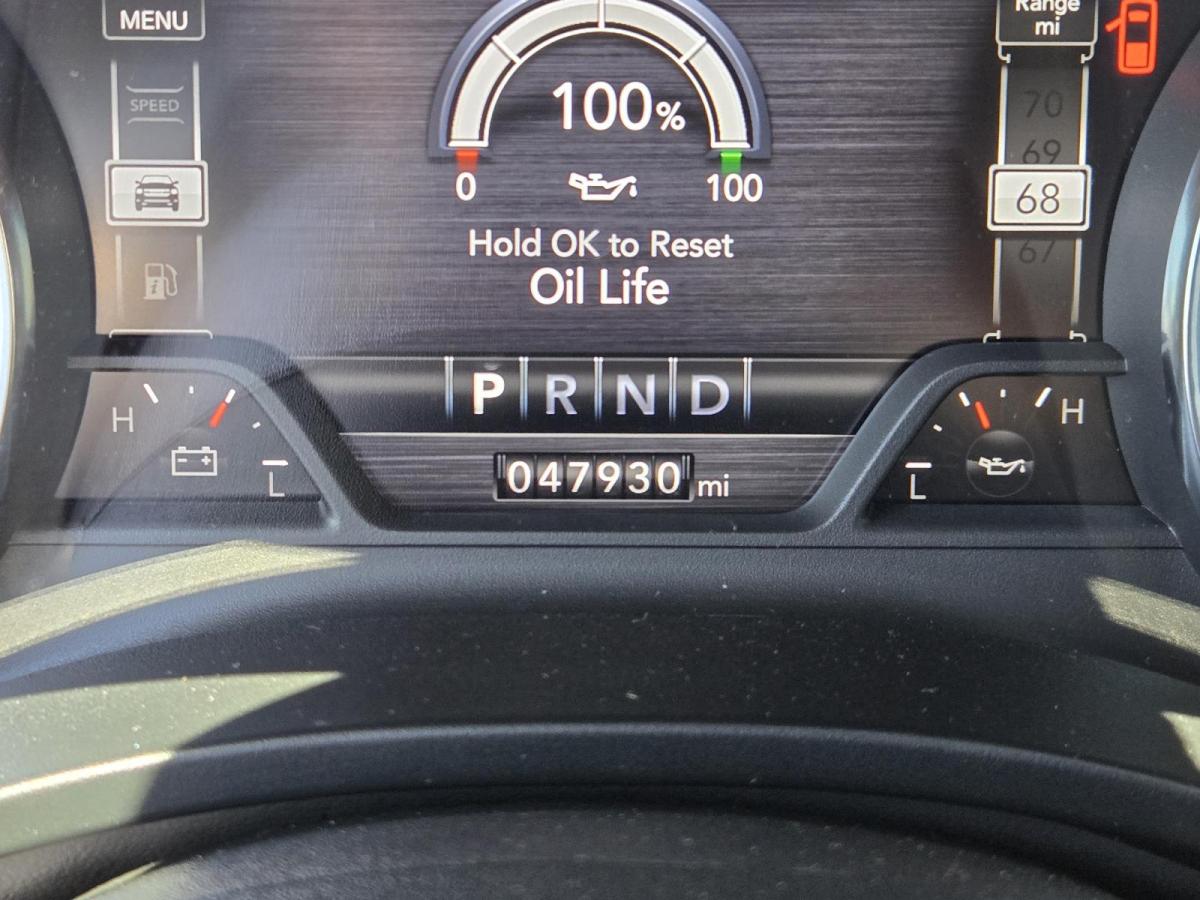 MENU
Range
mi
SPEED
70
69
68
67
100%
0
100
Hold OK to Reset
Oil Life
P R N D
H
L
047930 mi
L
H